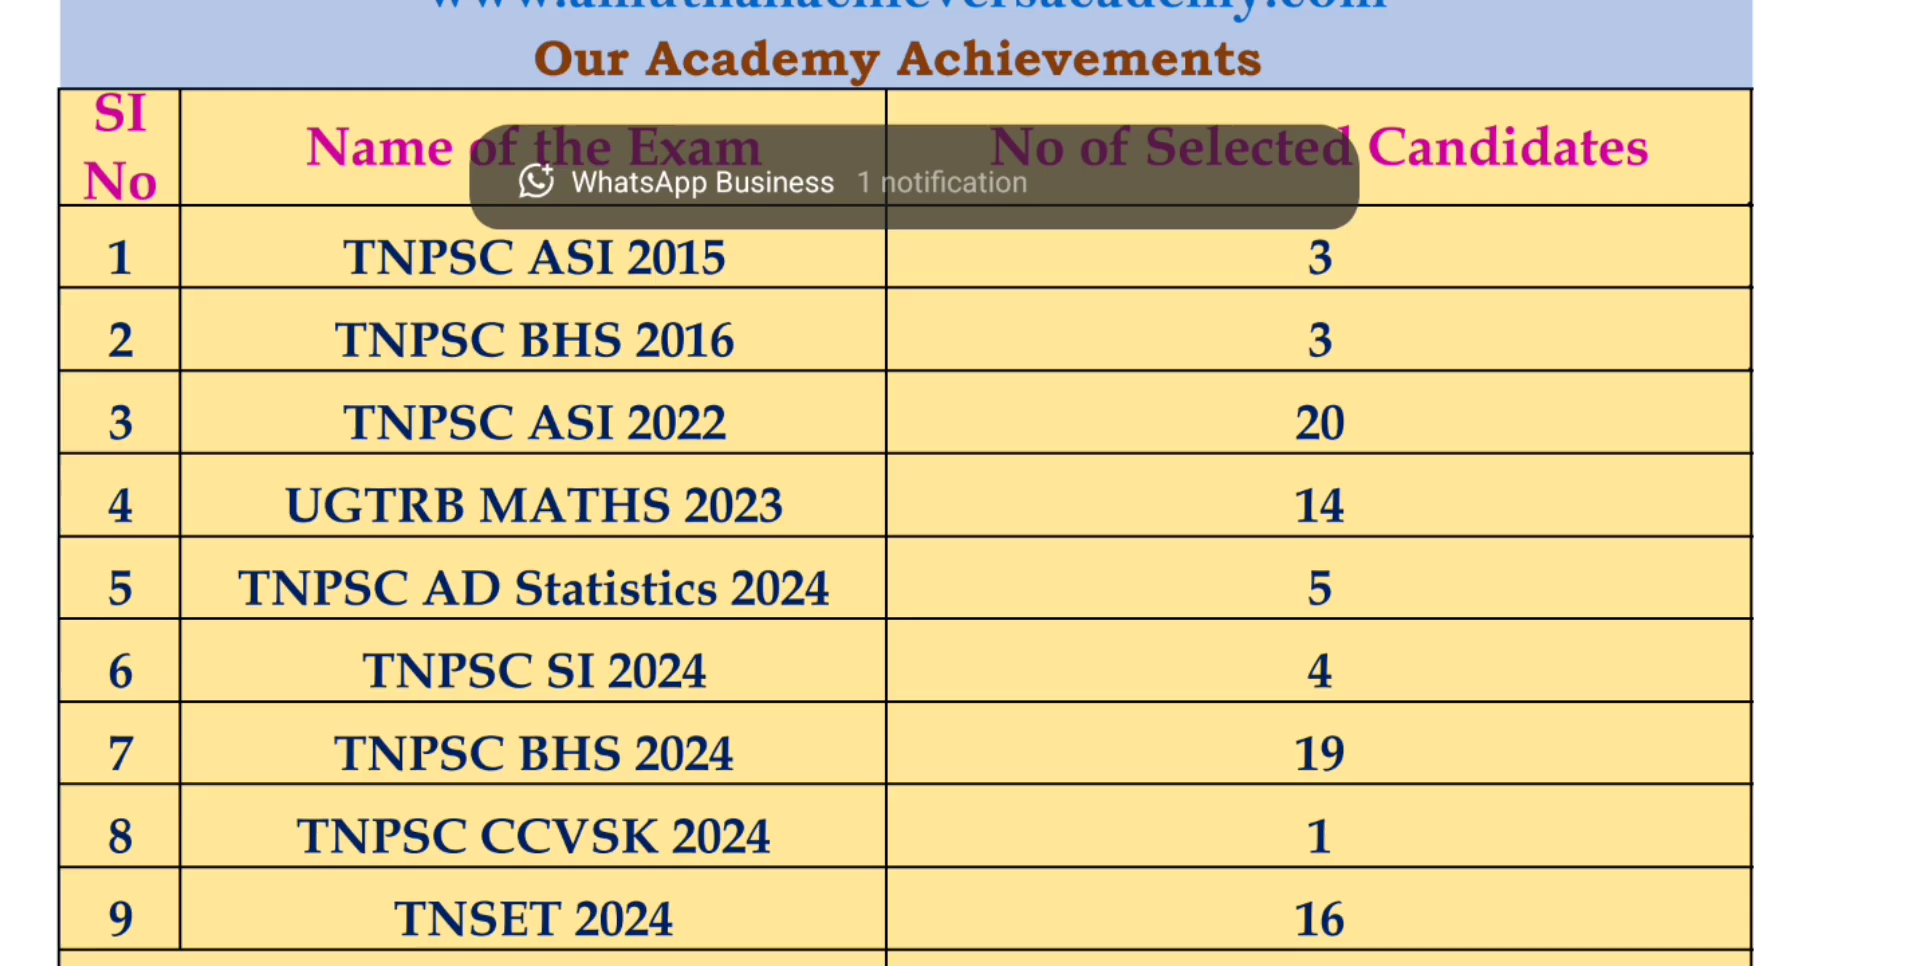 www.amuthanachieversacademy.com
Our Academy Achievements
SI No Name of the Exam No of Selected Candidates
WhatsApp Business 1 notification
1 TNPSC ASI 2015 3
2 TNPSC BHS 2016 3
3 TNPSC ASI 2022 20
4 UGTRB MATHS 2023 14
5 TNPSC AD Statistics 2024 5
6 TNPSC SI 2024 4
7 TNPSC BHS 2024 19
8 TNPSC CCVSK 2024 1
9 TNSET 2024 16